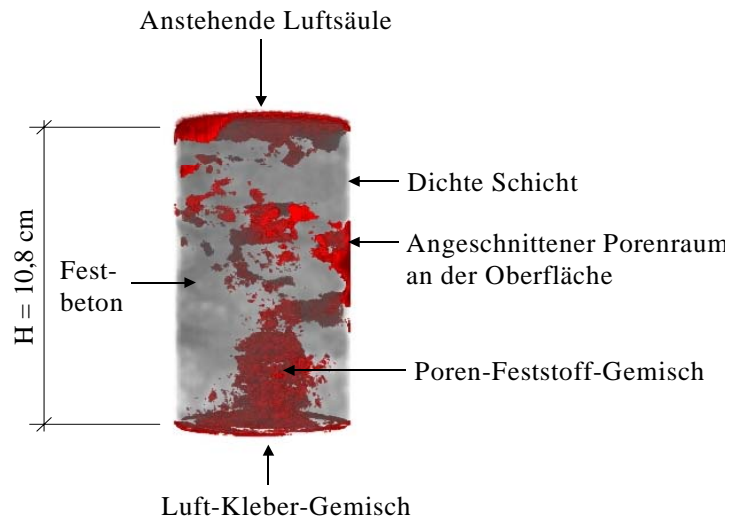 Anstehende Luftsäule
Dichte Schicht
Angeschnittener Porenraum
an der Oberfläche
Fest-
beton
H = 10,8 cm
Poren-Feststoff-Gemisch
Luft-Kleber-Gemisch